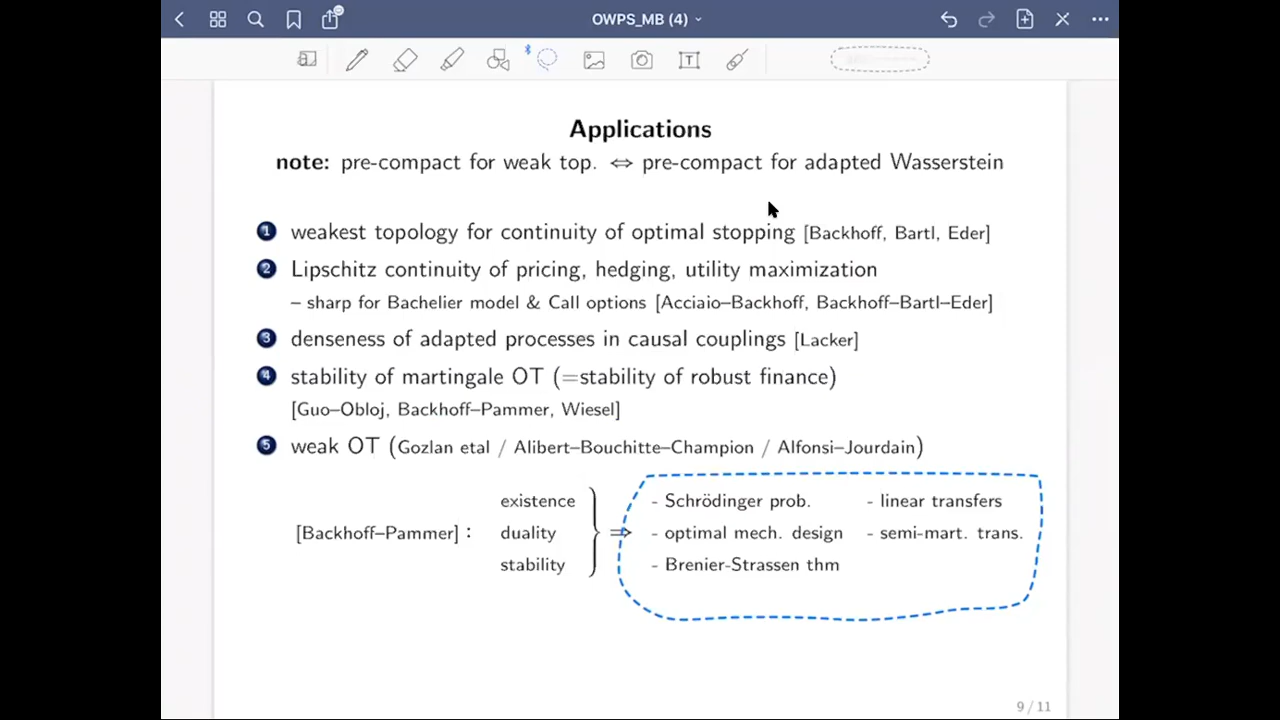 OWPS_MB (4)
Applications
note: pre-compact for weak top. ⇔ pre-compact for adapted Wasserstein
1 weakest topology for continuity of optimal stopping [Backhoff, Bartl, Eder]
2 Lipschitz continuity of pricing, hedging, utility maximization
– sharp for Bachelier model & Call options [Acciaio–Backhoff, Backhoff–Bartl–Eder]
3 denseness of adapted processes in causal couplings [Lacker]
4 stability of martingale OT (=stability of robust finance)
[Guo–Obloj, Backhoff–Pammer, Wiesel]
5 weak OT (Gozlan etal / Alibert–Bouchitte–Champion / Alfonsi–Jourdain)
existence - Schrödinger prob. - linear transfers
[Backhoff–Pammer] : duality ⇒ - optimal mech. design - semi-mart. trans.
stability - Brenier-Strassen thm
9 / 11